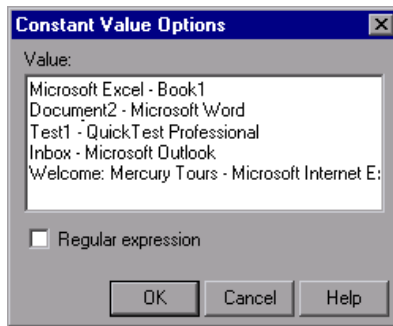 Constant Value Options
Value:
Microsoft Excel - Book1
Document2 - Microsoft Word
Test1 - QuickTest Professional
Inbox - Microsoft Outlook
Welcome: Mercury Tours - Microsoft Internet E
Regular expression
OK Cancel Help